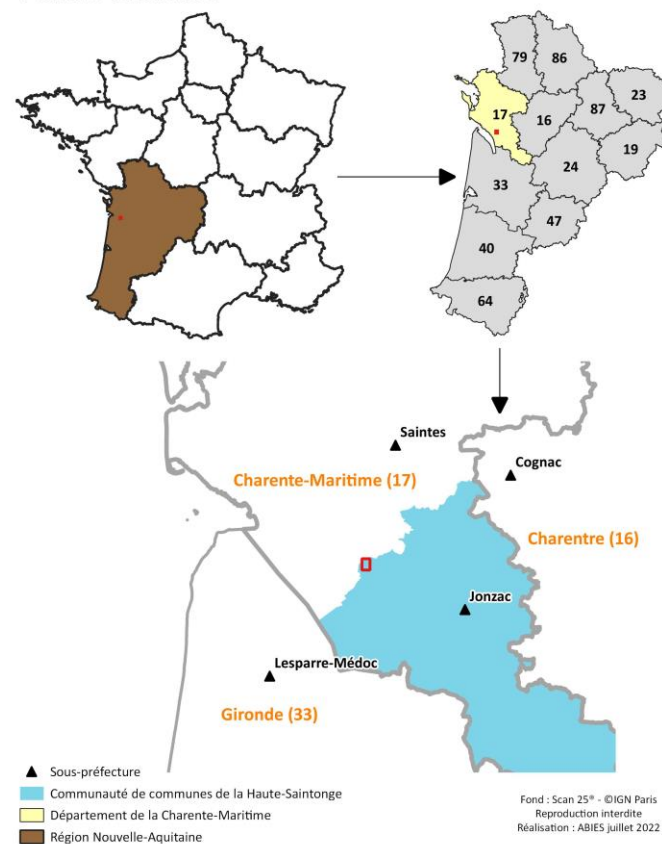 79
86
23
17
16
87
19
24
33
47
40
64
Saintes
Cognac
Charente-Maritime (17)
Charentre (16)
Jonzac
Lesparre-Médoc
Gironde (33)
Sous-préfecture
Communauté de communes de la Haute-Saintonge
Département de la Charente-Maritime
Région Nouvelle-Aquitaine
Fond : Scan 25® - ©IGN Paris
Reproduction interdite
Réalisation : ABIES juillet 2022